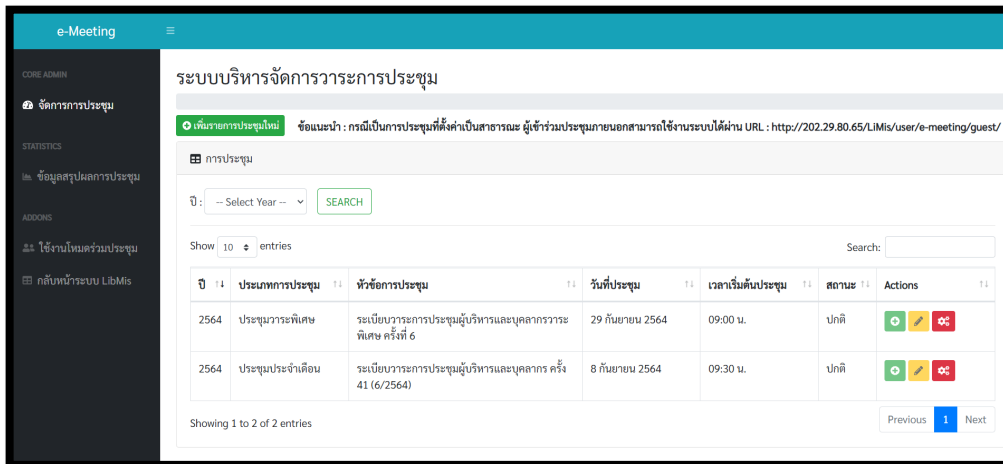 e-Meeting
CORE ADMIN
จัดการการประชุม
STATISTICS
ข้อมูลสรุปผลการประชุม
ADDONS
ใช้งานโหมดร่วมประชุม
กลับหน้าระบบ LibMis
ระบบบริหารจัดการวาระการประชุม
เพิ่มรายการประชุมใหม่ ข้อแนะนำ : กรณีเป็นการประชุมที่ตั้งค่าเป็นสาธารณะ ผู้เข้าร่วมประชุมภายนอกสามารถใช้งานระบบได้ผ่าน URL : http://202.29.80.65/LiMis/user/e-meeting/guest/
การประชุม
ปี : -- Select Year -- SEARCH
Show 10 entries Search:
ปี ประเภทการประชุม หัวข้อการประชุม วันที่ประชุม เวลาเริ่มต้นประชุม สถานะ Actions
2564 ประชุมวาระพิเศษ ระเบียบวาระการประชุมผู้บริหารและบุคลากรวาระ 29 กันยายน 2564 09:00 น. ปกติ
พิเศษ ครั้งที่ 6
2564 ประชุมประจำเดือน ระเบียบวาระการประชุมผู้บริหารและบุคลากร ครั้ง 8 กันยายน 2564 09:30 น. ปกติ
41 (6/2564)
Showing 1 to 2 of 2 entries Previous 1 Next